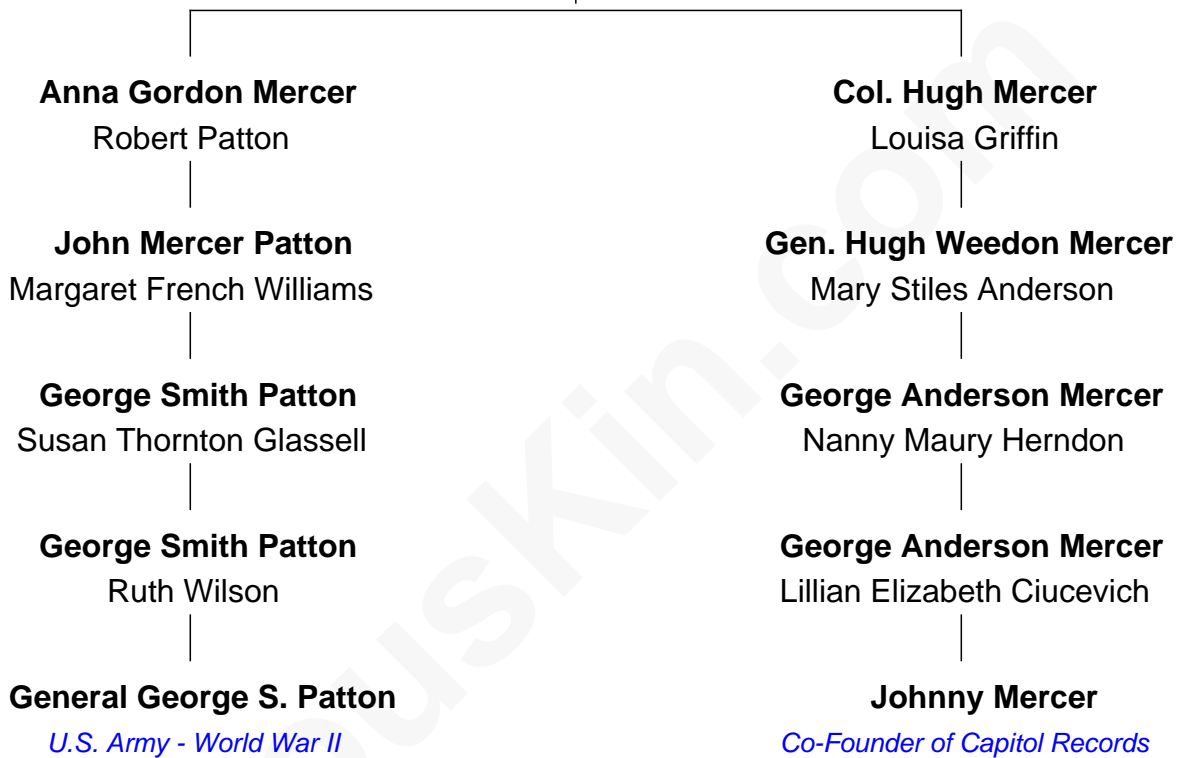 Anna Gordon Mercer
Robert Patton
John Mercer Patton
Margaret French Williams
George Smith Patton
Susan Thornton Glassell
George Smith Patton
Ruth Wilson
General George S. Patton
U.S. Army - World War II
Col. Hugh Mercer
Louisa Griffin
Gen. Hugh Weedon Mercer
Mary Stiles Anderson
George Anderson Mercer
Nanny Maury Herndon
George Anderson Mercer
Lillian Elizabeth Ciucevich
Johnny Mercer
Co-Founder of Capitol Records
ouskin.com